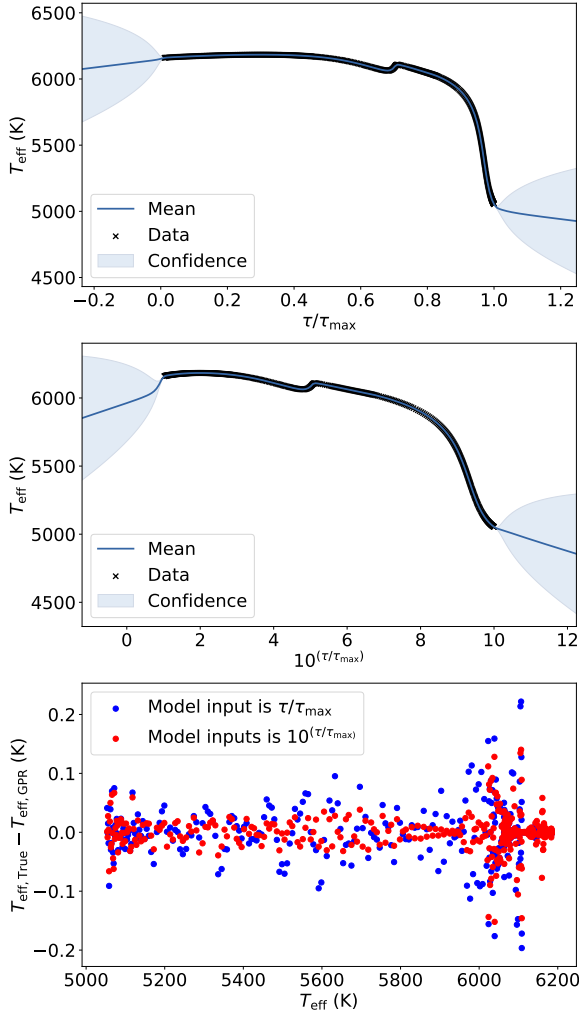 6500
6000
5500
5000
4500
T_eff (K)
Mean
Data
Confidence
−0.2 0.0 0.2 0.4 0.6 0.8 1.0 1.2
τ/τ_max
6000
5500
5000
4500
T_eff (K)
Mean
Data
Confidence
0 2 4 6 8 10 12
10^(τ/τ_max)
0.2
0.1
0.0
−0.1
−0.2
T_eff,True − T_eff,GPR (K)
Model input is τ/τ_max
Model inputs is 10^(τ/τ_max)
5000 5200 5400 5600 5800 6000 6200
T_eff (K)